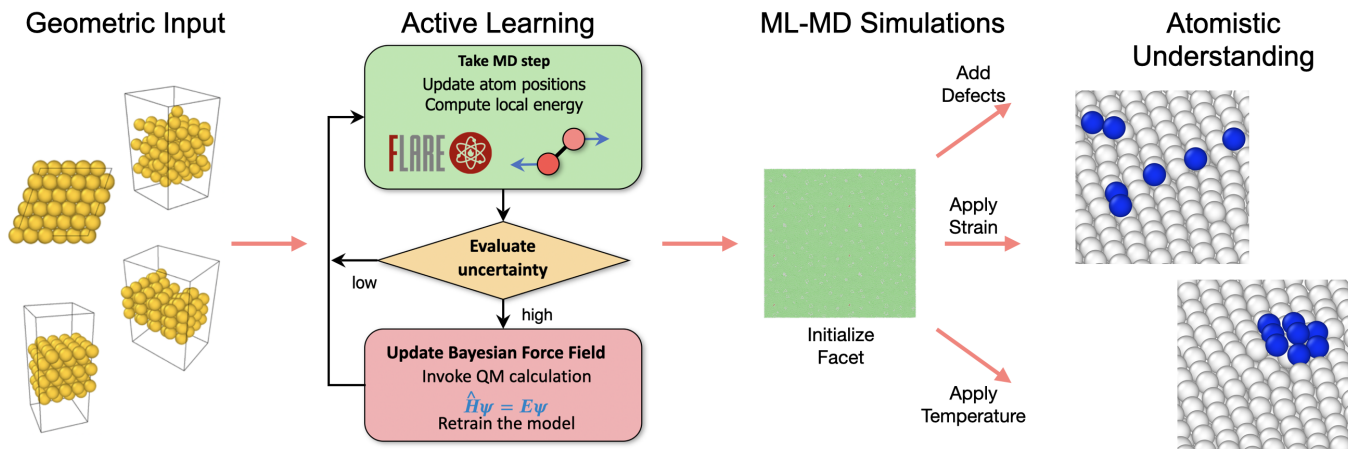 Geometric Input
Active Learning
Take MD step
Update atom positions
Compute local energy
FLARE
Evaluate
uncertainty
low
high
Update Bayesian Force Field
Invoke QM calculation
Ĥψ = Eψ
Retrain the model
ML-MD Simulations
Initialize
Facet
Add
Defects
Apply
Strain
Apply
Temperature
Atomistic
Understanding